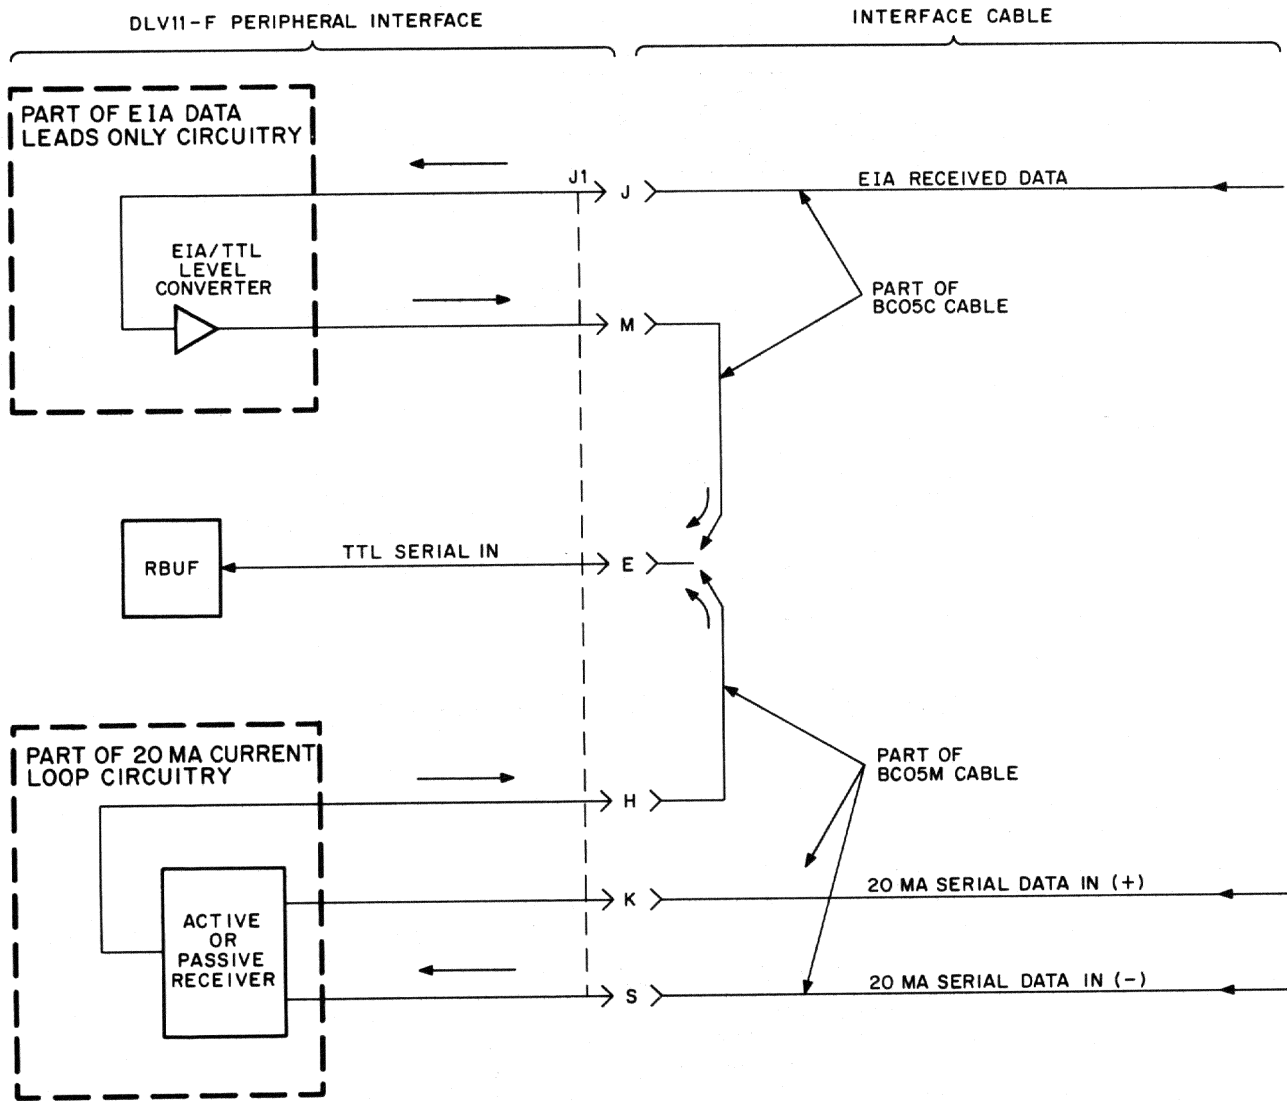 DLV11-F PERIPHERAL INTERFACE
INTERFACE CABLE
PART OF EIA DATA
LEADS ONLY CIRCUITRY
J1
J
EIA RECEIVED DATA
EIA/TTL
LEVEL
CONVERTER
PART OF
BC05C CABLE
M
RBUF
TTL SERIAL IN
E
PART OF 20 MA CURRENT
LOOP CIRCUITRY
PART OF
BC05M CABLE
H
K
20 MA SERIAL DATA IN (+)
ACTIVE
OR
PASSIVE
RECEIVER
S
20 MA SERIAL DATA IN (-)